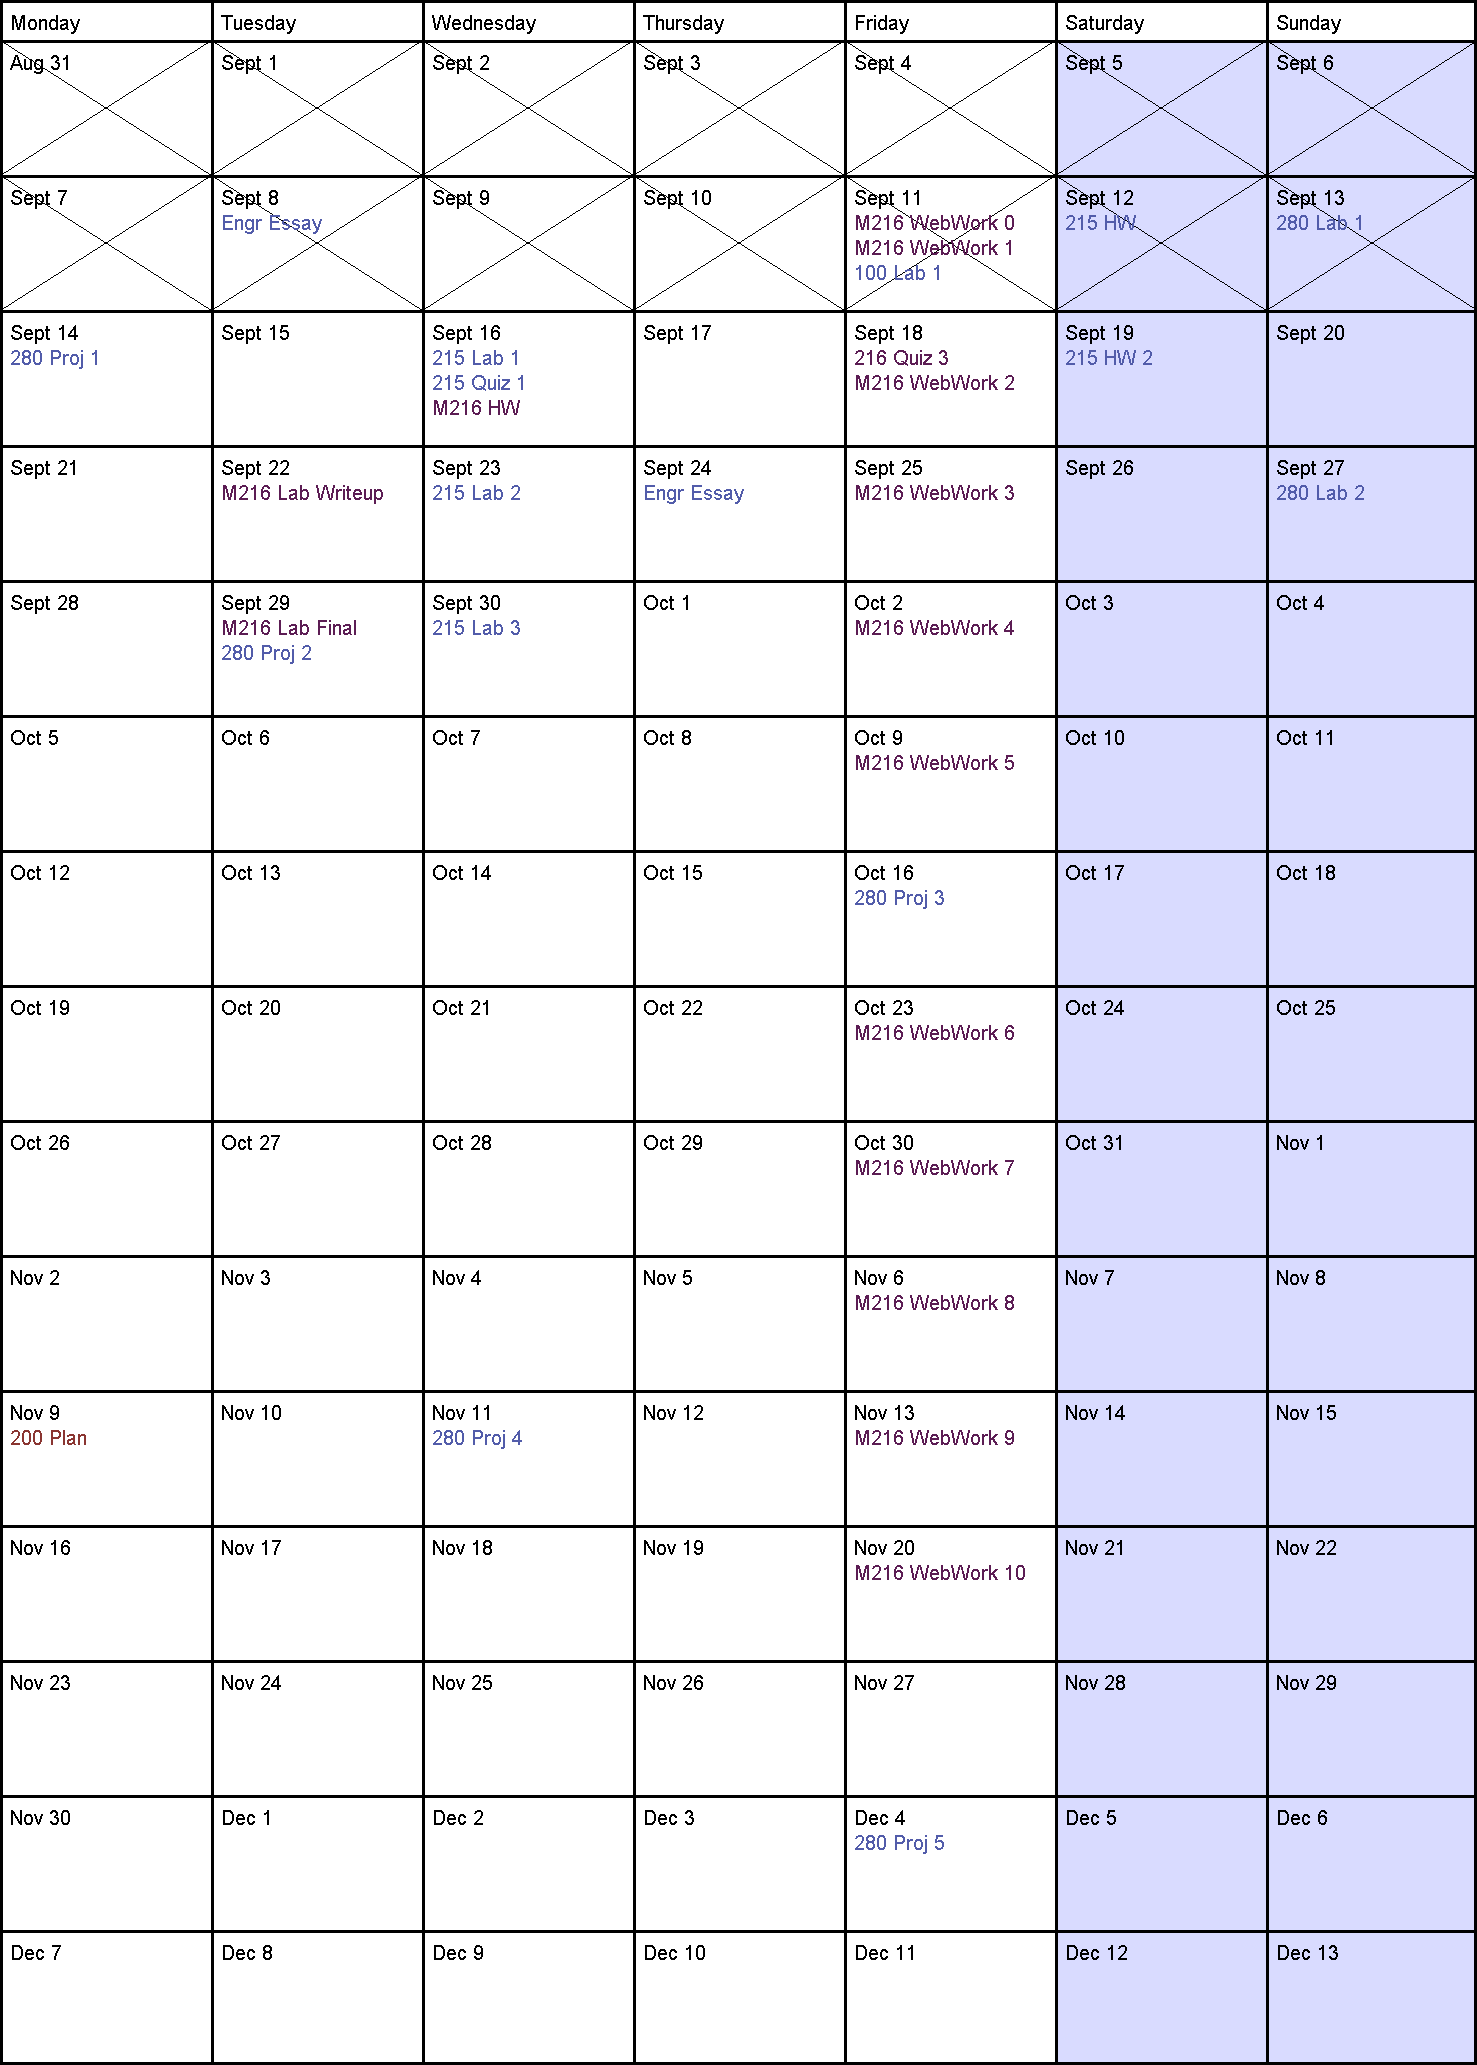 Monday Tuesday Wednesday Thursday Friday Saturday Sunday
Aug 31 Sept 1 Sept 2 Sept 3 Sept 4 Sept 5 Sept 6
Sept 7 Sept 8 Sept 9 Sept 10 Sept 11 Sept 12 Sept 13
Engr Essay M216 WebWork 0 215 HW 280 Lab 1
M216 WebWork 1
100 Lab 1
Sept 14 Sept 15 Sept 16 Sept 17 Sept 18 Sept 19 Sept 20
280 Proj 1 215 Lab 1 216 Quiz 3 215 HW 2
215 Quiz 1 M216 WebWork 2
M216 HW
Sept 21 Sept 22 Sept 23 Sept 24 Sept 25 Sept 26 Sept 27
M216 Lab Writeup 215 Lab 2 Engr Essay M216 WebWork 3 280 Lab 2
Sept 28 Sept 29 Sept 30 Oct 1 Oct 2 Oct 3 Oct 4
M216 Lab Final 215 Lab 3 M216 WebWork 4
280 Proj 2
Oct 5 Oct 6 Oct 7 Oct 8 Oct 9 Oct 10 Oct 11
M216 WebWork 5
Oct 12 Oct 13 Oct 14 Oct 15 Oct 16 Oct 17 Oct 18
280 Proj 3
Oct 19 Oct 20 Oct 21 Oct 22 Oct 23 Oct 24 Oct 25
M216 WebWork 6
Oct 26 Oct 27 Oct 28 Oct 29 Oct 30 Oct 31 Nov 1
M216 WebWork 7
Nov 2 Nov 3 Nov 4 Nov 5 Nov 6 Nov 7 Nov 8
M216 WebWork 8
Nov 9 Nov 10 Nov 11 Nov 12 Nov 13 Nov 14 Nov 15
200 Plan 280 Proj 4 M216 WebWork 9
Nov 16 Nov 17 Nov 18 Nov 19 Nov 20 Nov 21 Nov 22
M216 WebWork 10
Nov 23 Nov 24 Nov 25 Nov 26 Nov 27 Nov 28 Nov 29
Nov 30 Dec 1 Dec 2 Dec 3 Dec 4 Dec 5 Dec 6
280 Proj 5
Dec 7 Dec 8 Dec 9 Dec 10 Dec 11 Dec 12 Dec 13